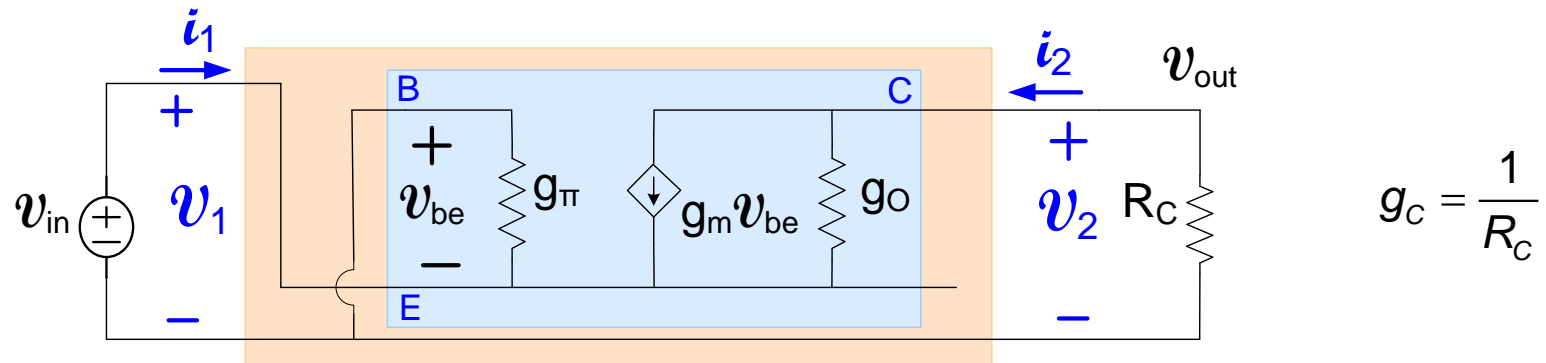 i1
i2
vout
B
C
+
+
+
vin
+
−
v1
vbe
gπ
gmvbe
gO
v2
RC
gC = 1/RC
−
E
−
−